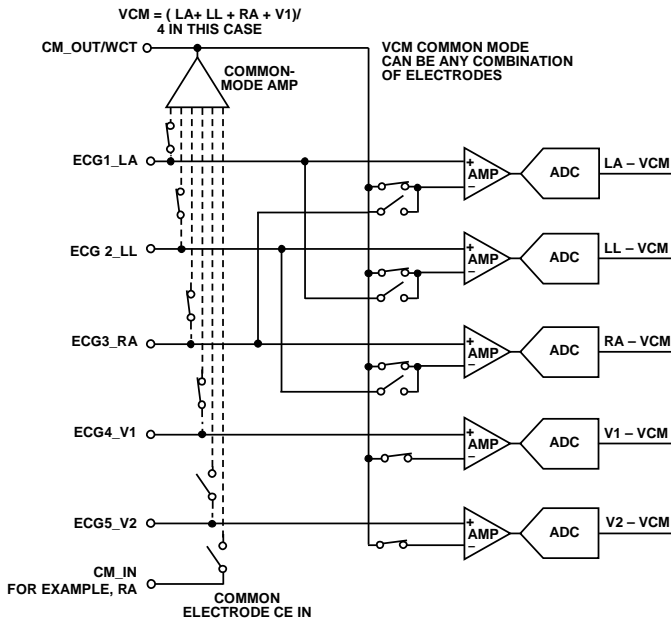 VCM = ( LA+ LL + RA + V1)/
4 IN THIS CASE
CM_OUT/WCT
COMMON-
MODE AMP
VCM COMMON MODE
CAN BE ANY COMBINATION
OF ELECTRODES
ECG1_LA
+
AMP
–
ADC
LA – VCM
ECG 2_LL
+
AMP
–
ADC
LL – VCM
ECG3_RA
+
AMP
–
ADC
RA – VCM
ECG4_V1
+
AMP
–
ADC
V1 – VCM
ECG5_V2
+
AMP
–
ADC
V2 – VCM
CM_IN
FOR EXAMPLE, RA
COMMON
ELECTRODE CE IN